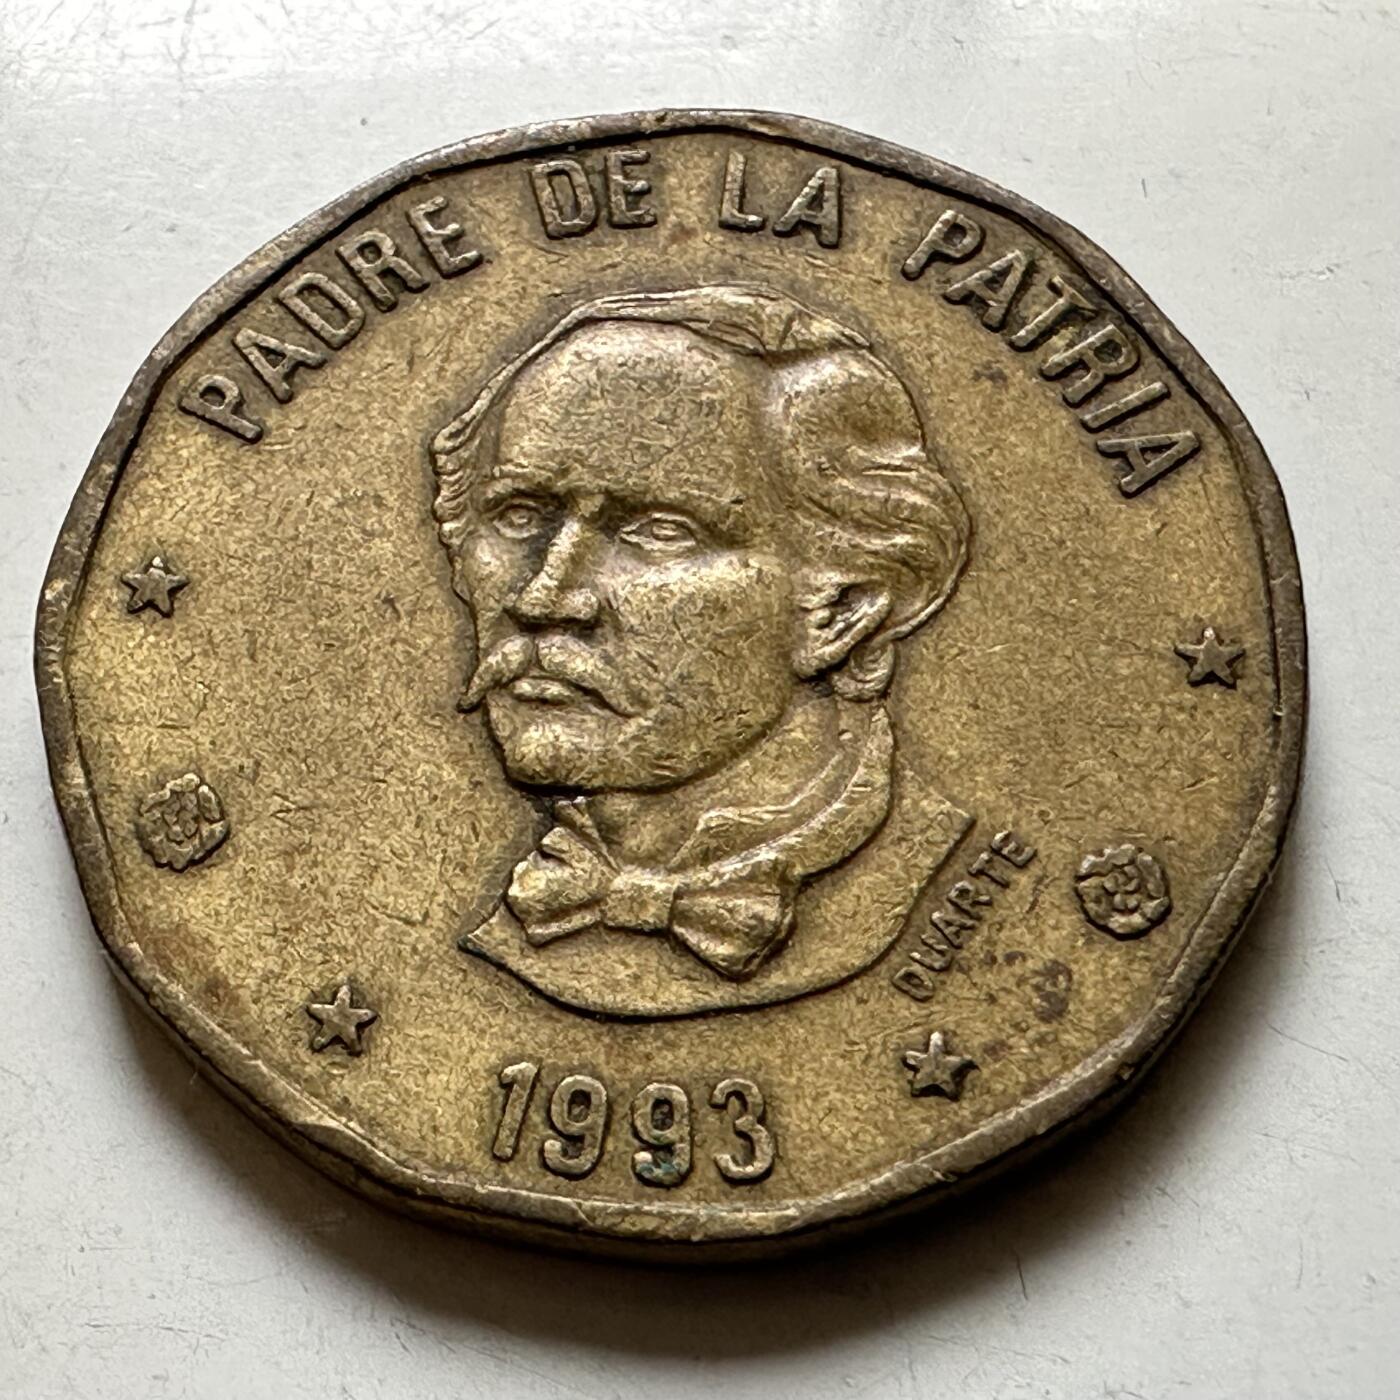 PADRE DE LA PATRIA
DUARTE
1993